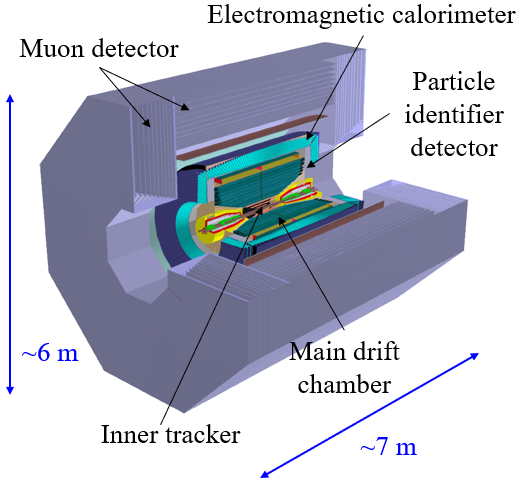 Electromagnetic calorimeter
Muon detector
Particle
identifier
detector
~6 m
Main drift
chamber
Inner tracker
~7 m